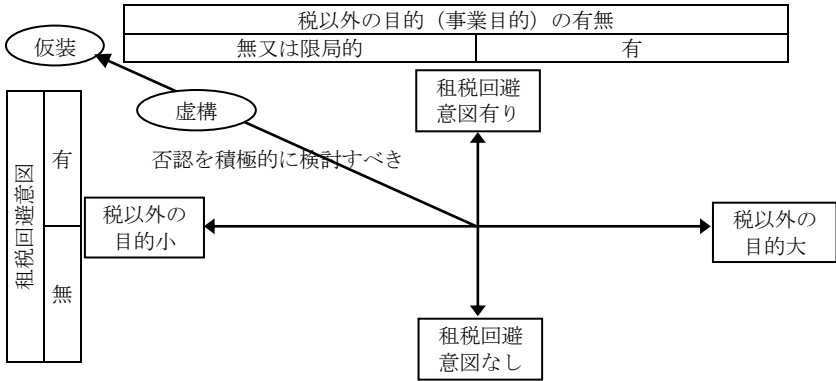 税以外の目的（事業目的）の有無
無又は限局的
有
仮装
虚構
租税回避
意図有り
否認を積極的に検討すべき
租税回避意図
有
無
税以外の
目的小
税以外の
目的大
租税回避
意図なし